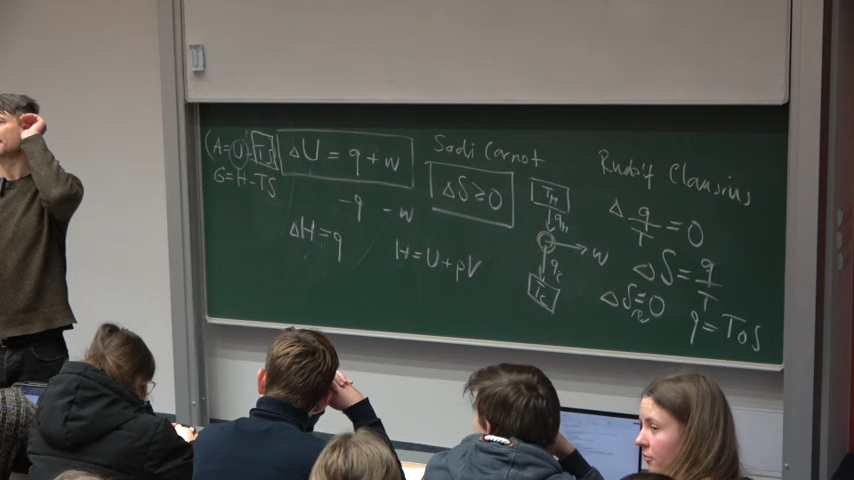 (A=U-TS
G=H-TS
ΔU = q + w
-q -w
ΔH=q
H=U+pV
Sadi Carnot
ΔS≥0
T_H
q_H
w
q_c
T_c
Rudolf Clausius
Δ q/T = 0
ΔS = q/T
q = TΔS